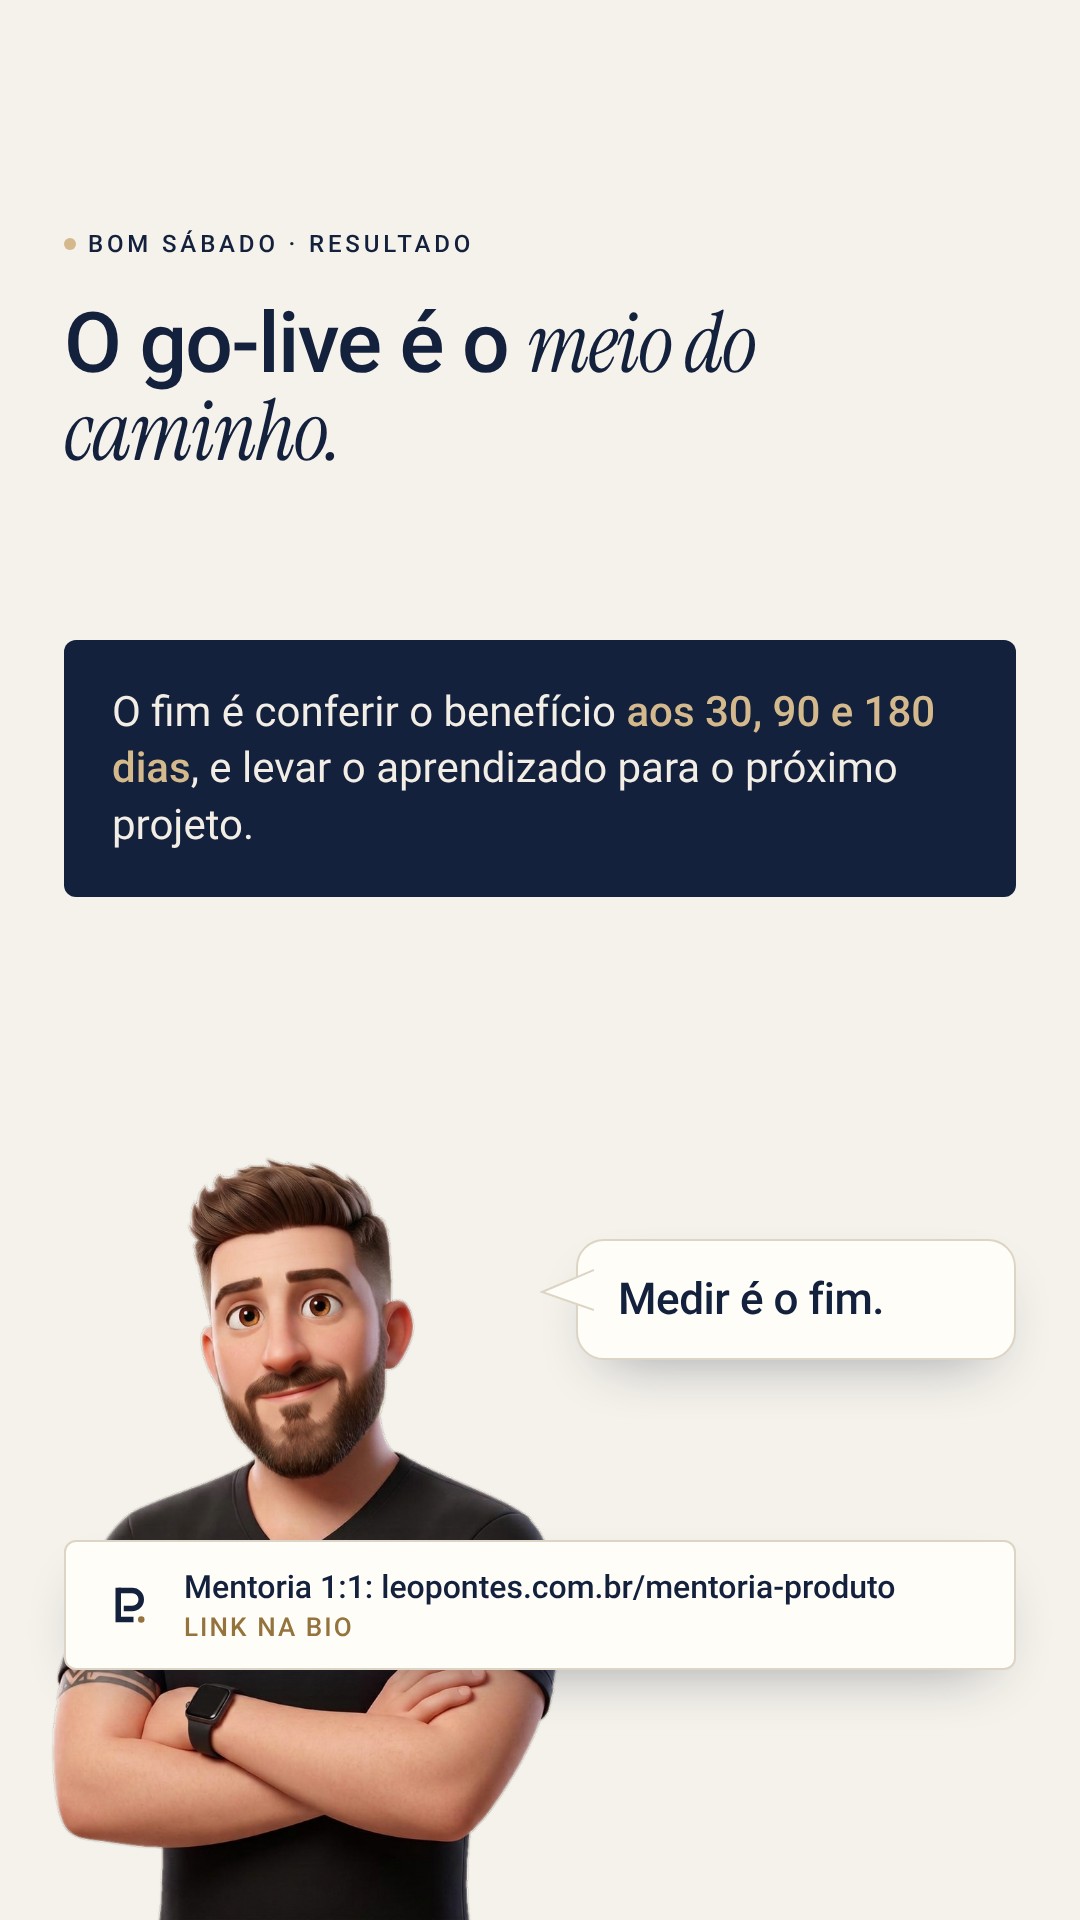 BOM SÁBADO · RESULTADO
O go-live é o meio do
caminho.
O fim é conferir o benefício aos 30, 90 e 180
dias, e levar o aprendizado para o próximo
projeto.
Medir é o fim.
Mentoria 1:1: leopontes.com.br/mentoria-produto
LINK NA BIO